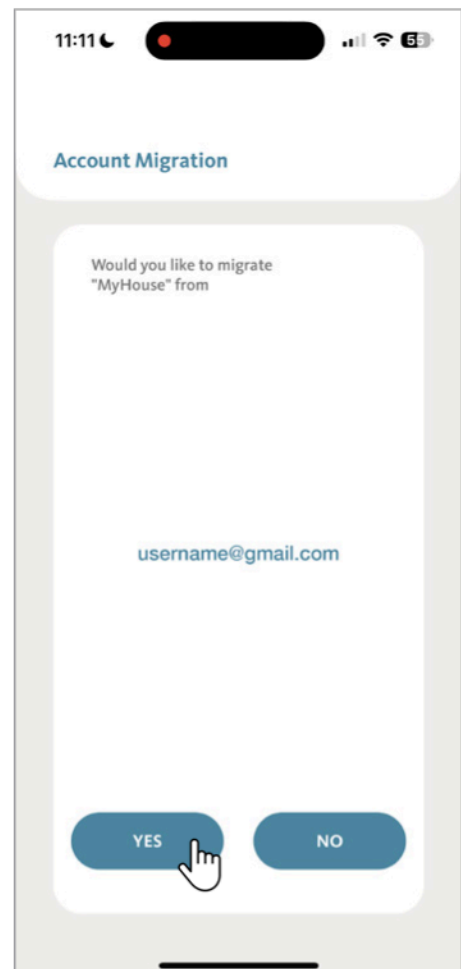 11:11
55
Account Migration
Would you like to migrate
"MyHouse" from
username@gmail.com
YES
NO